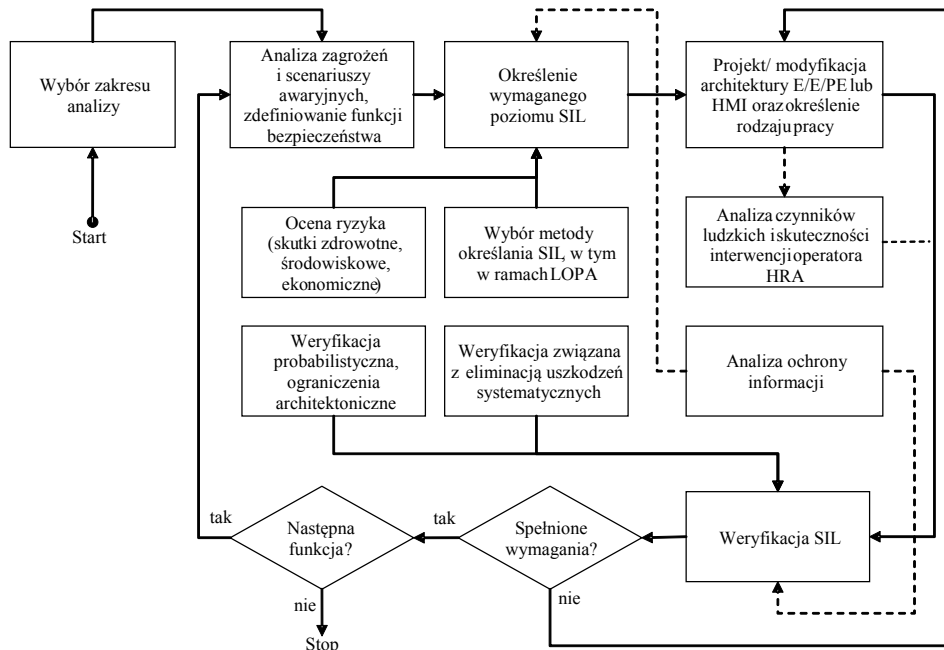 Wybór zakresu
analizy
Start
Analiza zagrożeń
i scenariuszy
awaryjnych,
zdefiniowanie funkcji
bezpieczeństwa
Określenie
wymaganego
poziomu SIL
Projekt/ modyfikacja
architektury E/E/PE lub
HMI oraz określenie
rodzaju pracy
Ocena ryzyka
(skutki zdrowotne,
środowiskowe,
ekonomiczne)
Wybór metody
określania SIL, w tym
w ramach LOPA
Analiza czynników
ludzkich i skuteczności
interwencji operatora
HRA
Weryfikacja
probabilistyczna,
ograniczenia
architektoniczne
Weryfikacja związana
z eliminacją uszkodzeń
systematycznych
Analiza ochrony
informacji
tak
Następna
funkcja?
nie
Stop
tak
Spełnione
wymagania?
nie
Weryfikacja SIL